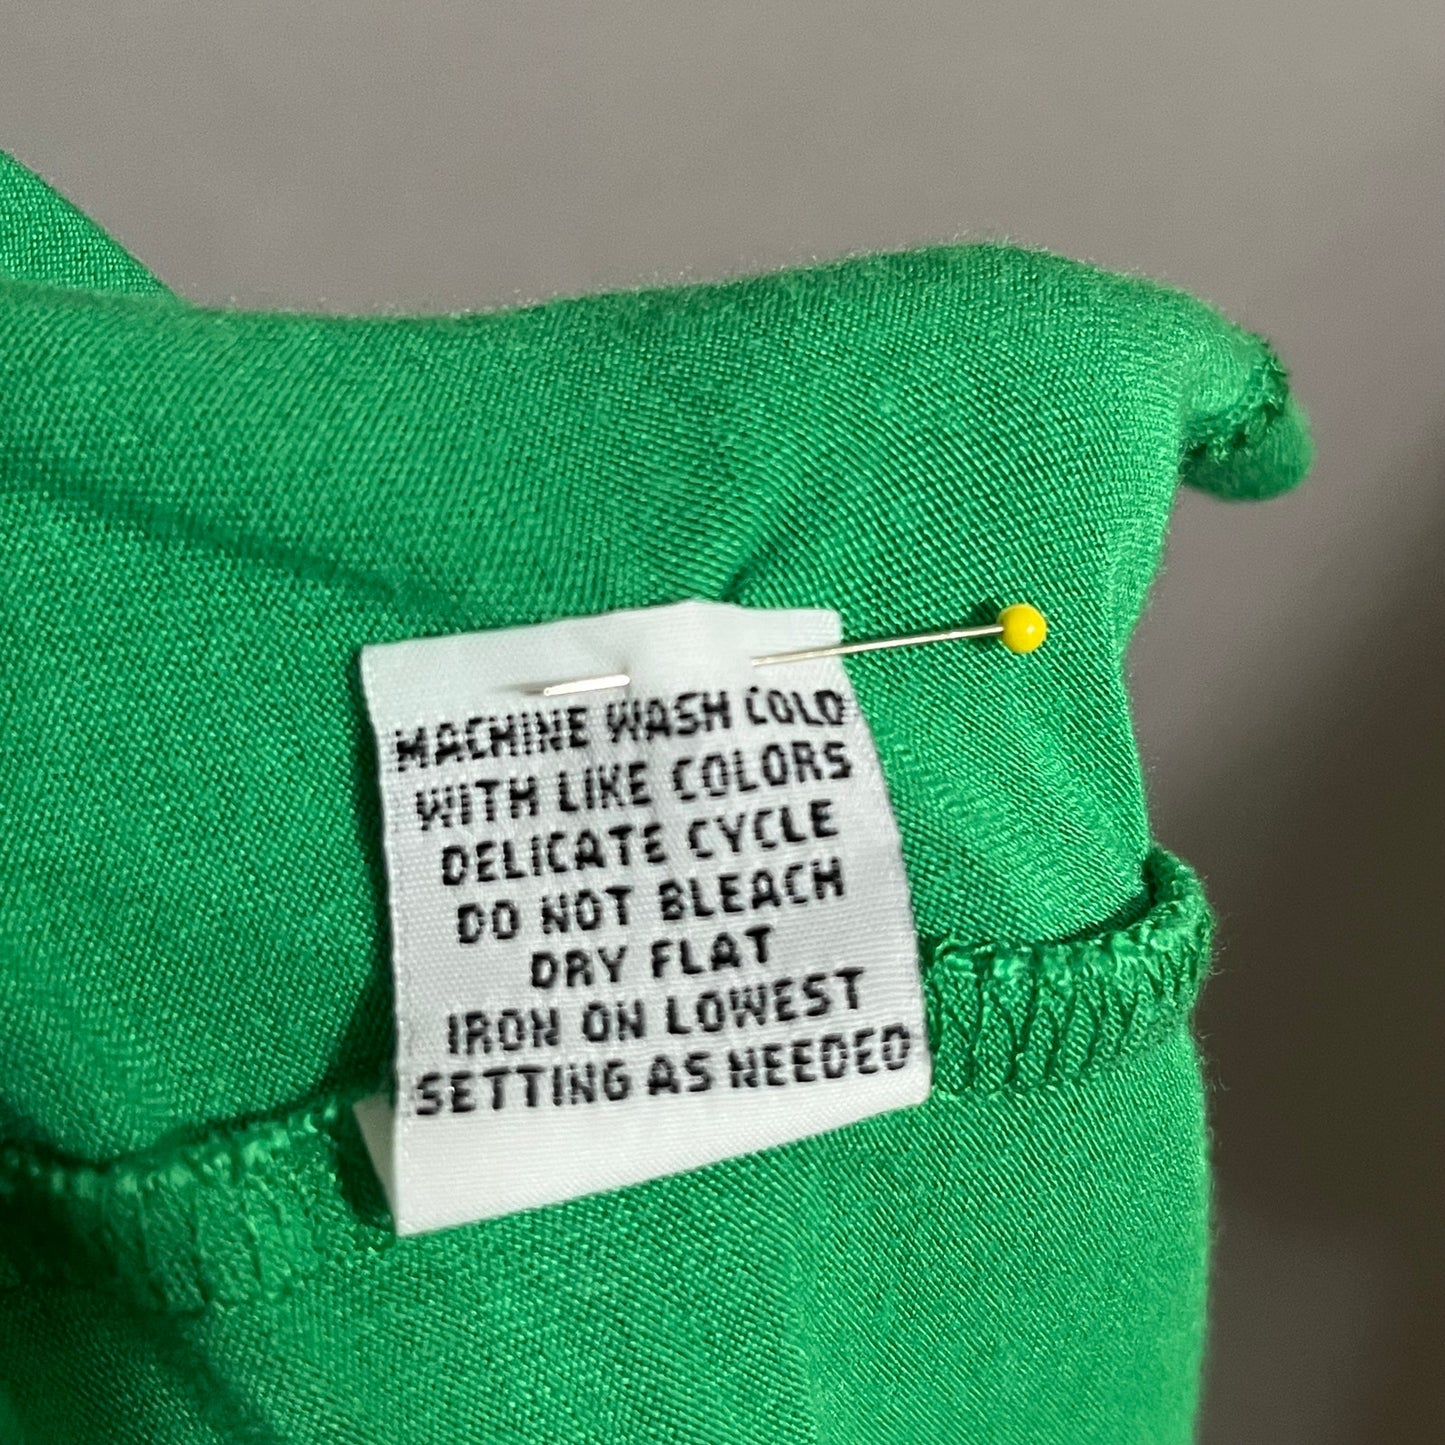 MACHINE WASH COLD
WITH LIKE COLORS
DELICATE CYCLE
DO NOT BLEACH
DRY FLAT
IRON ON LOWEST
SETTING AS NEEDED